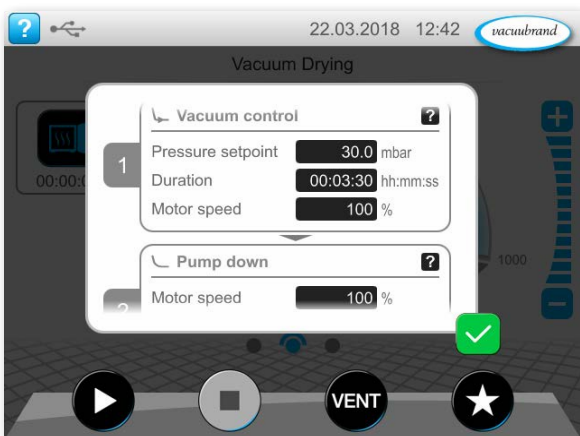 ?
22.03.2018 12:42
vacuubrand
Vacuum Drying
Vacuum control ?
1
Pressure setpoint 30.0 mbar
Duration 00:03:30 hh:mm:ss
Motor speed 100 %
00:00:
Pump down ?
2
Motor speed 100 %
1000
VENT